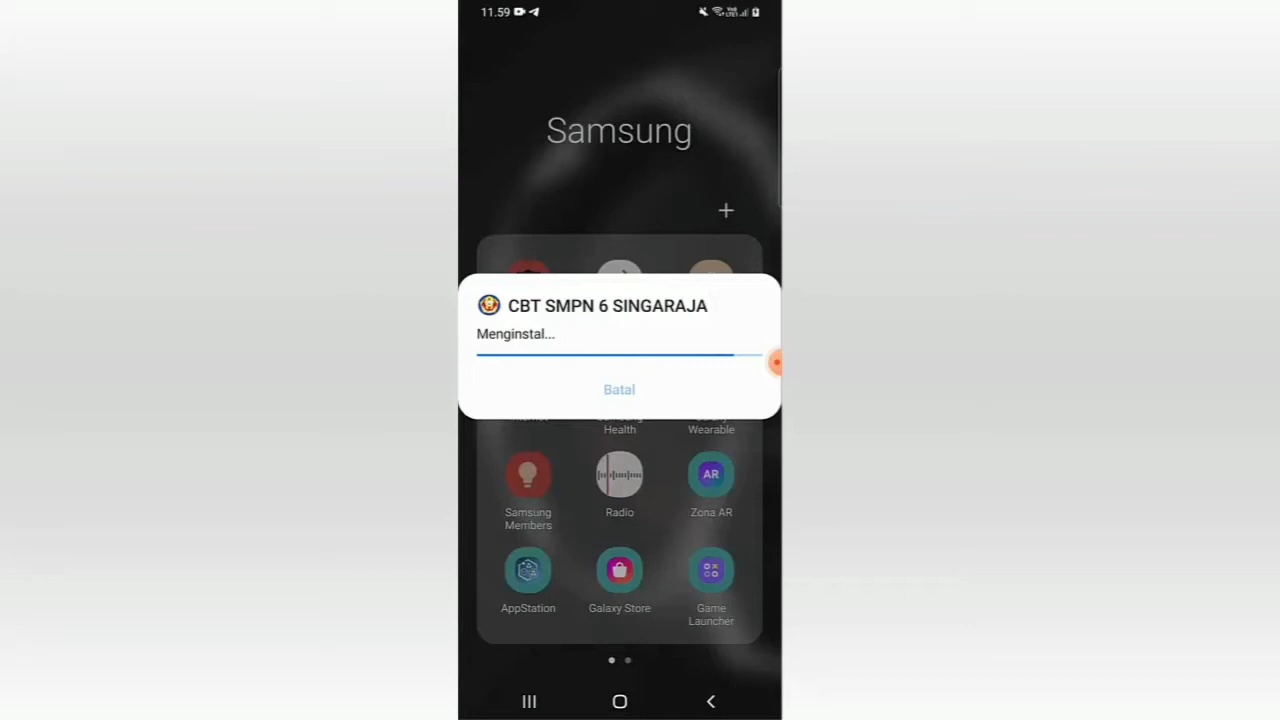 11.59
Samsung
CBT SMPN 6 SINGARAJA
Menginstal...
Batal
Health
Wearable
AR
Samsung
Members
Radio
Zona AR
AppStation
Galaxy Store
Game
Launcher